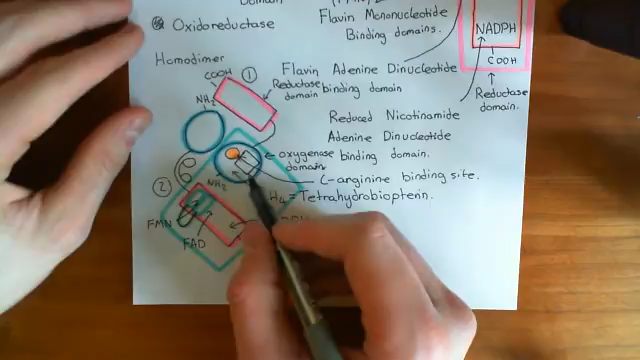 Domain
Oxidoreductase
Flavin Mononucleotide
Binding domains.
NADPH
COOH
Reductase
domain.
Homodimer
COOH
1
Flavin Adenine Dinucleotide
Reductase
domain
binding domain
NH2
Reduced Nicotinamide
Adenine Dinucleotide
binding domain.
oxygenase
domain
L-arginine binding site.
NH2
H4 = Tetrahydrobiopterin.
2
FMN
FAD